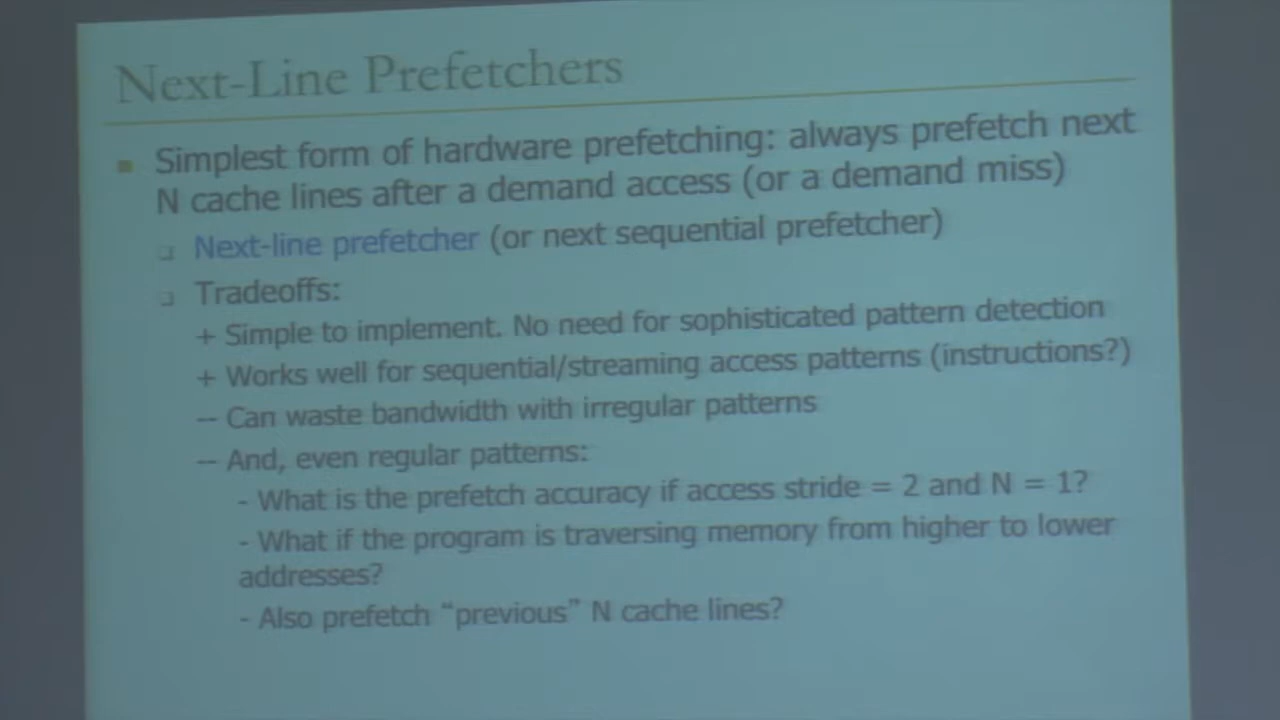 Next-Line Prefetchers
Simplest form of hardware prefetching: always prefetch next
N cache lines after a demand access (or a demand miss)
Next-line prefetcher (or next sequential prefetcher)
Tradeoffs:
+ Simple to implement. No need for sophisticated pattern detection
+ Works well for sequential/streaming access patterns (instructions?)
-- Can waste bandwidth with irregular patterns
-- And, even regular patterns:
- What is the prefetch accuracy if access stride = 2 and N = 1?
- What if the program is traversing memory from higher to lower
addresses?
- Also prefetch “previous” N cache lines?